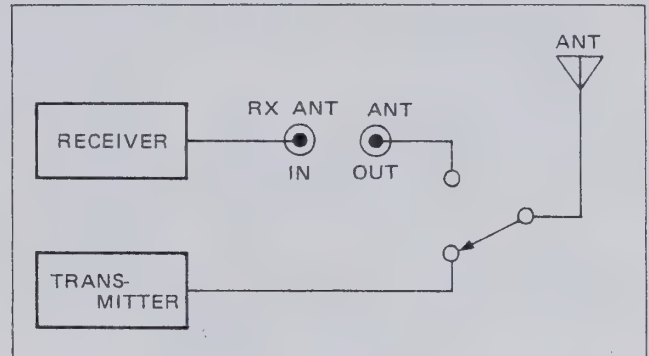 ANT
RX ANT ANT
RECEIVER
IN OUT
TRANS-
MITTER